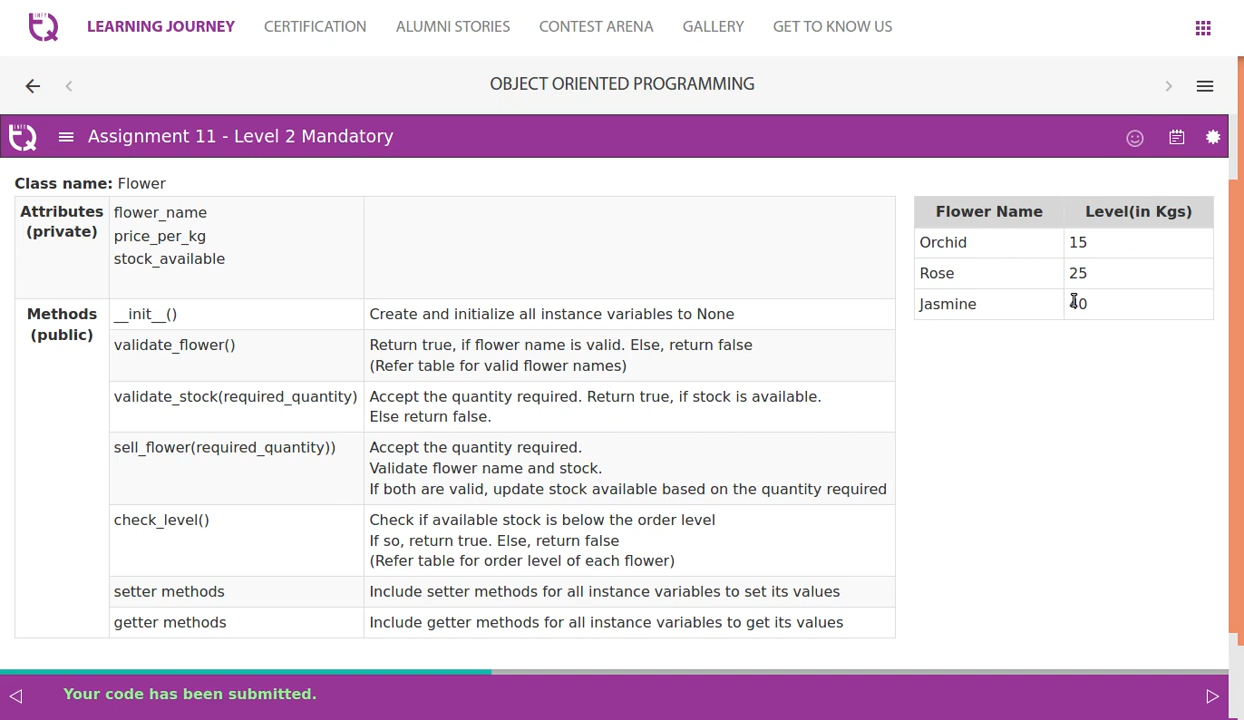 LEARNING JOURNEY CERTIFICATION ALUMNI STORIES CONTEST ARENA GALLERY GET TO KNOW US
OBJECT ORIENTED PROGRAMMING
Assignment 11 - Level 2 Mandatory
Class name: Flower
Attributes (private)
flower_name
price_per_kg
stock_available
Methods (public)
__init__() Create and initialize all instance variables to None
validate_flower() Return true, if flower name is valid. Else, return false
(Refer table for valid flower names)
validate_stock(required_quantity) Accept the quantity required. Return true, if stock is available.
Else return false.
sell_flower(required_quantity)) Accept the quantity required.
Validate flower name and stock.
If both are valid, update stock available based on the quantity required
check_level() Check if available stock is below the order level
If so, return true. Else, return false
(Refer table for order level of each flower)
setter methods Include setter methods for all instance variables to set its values
getter methods Include getter methods for all instance variables to get its values
Flower Name Level(in Kgs)
Orchid 15
Rose 25
Jasmine
Your code has been submitted.